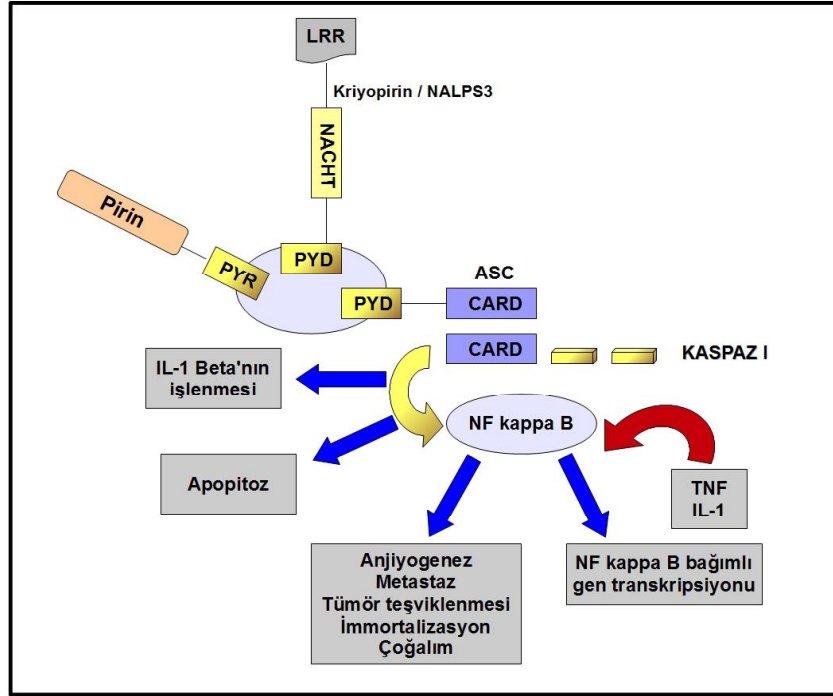 LRR
Kriyopirin / NALPS3
NACHT
Pirin
PYR
PYD
PYD
ASC
CARD
CARD
KASPAZ I
IL-1 Beta'nın
işlenmesi
NF kappa B
Apopitoz
TNF
IL-1
Anjiyogenez
Metastaz
Tümör teşviklenmesi
İmmortalizasyon
Çoğalım
NF kappa B bağımlı
gen transkripsiyonu